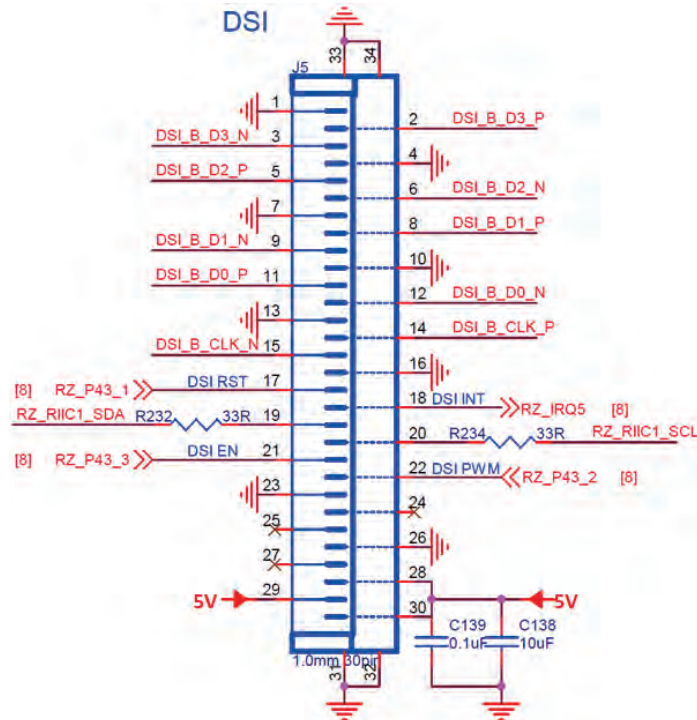 DSI
33
34
J5
1
2 DSI_B_D3_P
DSI_B_D3_N 3
4
DSI_B_D2_P 5
6 DSI_B_D2_N
7
8 DSI_B_D1_P
DSI_B_D1_N 9
10
DSI_B_D0_P 11
12 DSI_B_D0_N
13
14 DSI_B_CLK_P
DSI_B_CLK_N 15
16
[8] RZ_P43_1 DSI RST 17
18 DSI INT RZ_IRQ5 [8]
RZ_RIIC1_SDA R232 33R 19
20 R234 33R RZ_RIIC1_SCL
[8] RZ_P43_3 DSI EN 21
22 DSI PWM RZ_P43_2 [8]
23
24
25
26
27
28
5V 29
5V
30
C139 C138
0.1uF 10uF
1.0mm 30pin
31
32